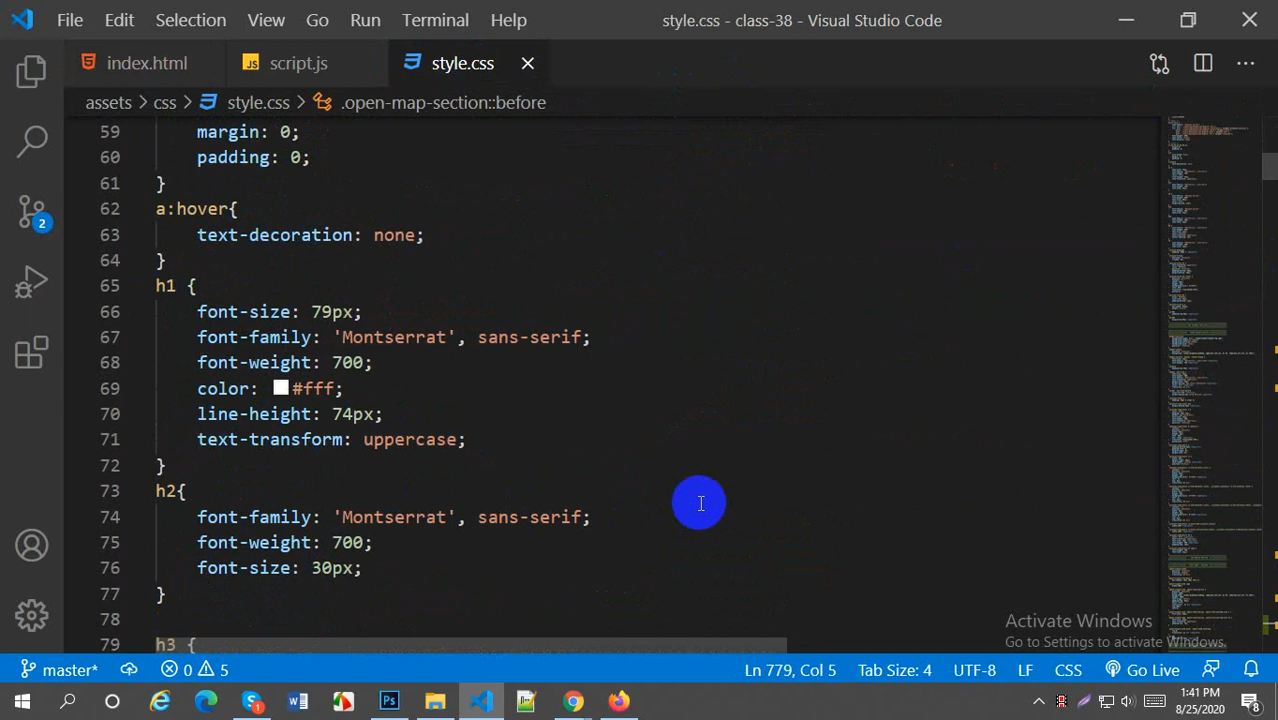 File Edit Selection View Go Run Terminal Help style.css - class-38 - Visual Studio Code
index.html script.js style.css
assets > css > style.css > .open-map-section::before
59 margin: 0;
60 padding: 0;
61 }
62 a:hover{
63 text-decoration: none;
64 }
65 h1 {
66 font-size: 79px;
67 font-family: 'Montserrat', sans-serif;
68 font-weight: 700;
69 color: #fff;
70 line-height: 74px;
71 text-transform: uppercase;
72 }
73 h2{
74 font-family: 'Montserrat', sans-serif;
75 font-weight: 700;
76 font-size: 30px;
77 }
78
79 h3 {
2
Activate Windows
Go to Settings to activate Windows.
master* 0 5 Ln 779, Col 5 Tab Size: 4 UTF-8 LF CSS Go Live
1:41 PM
8/25/2020